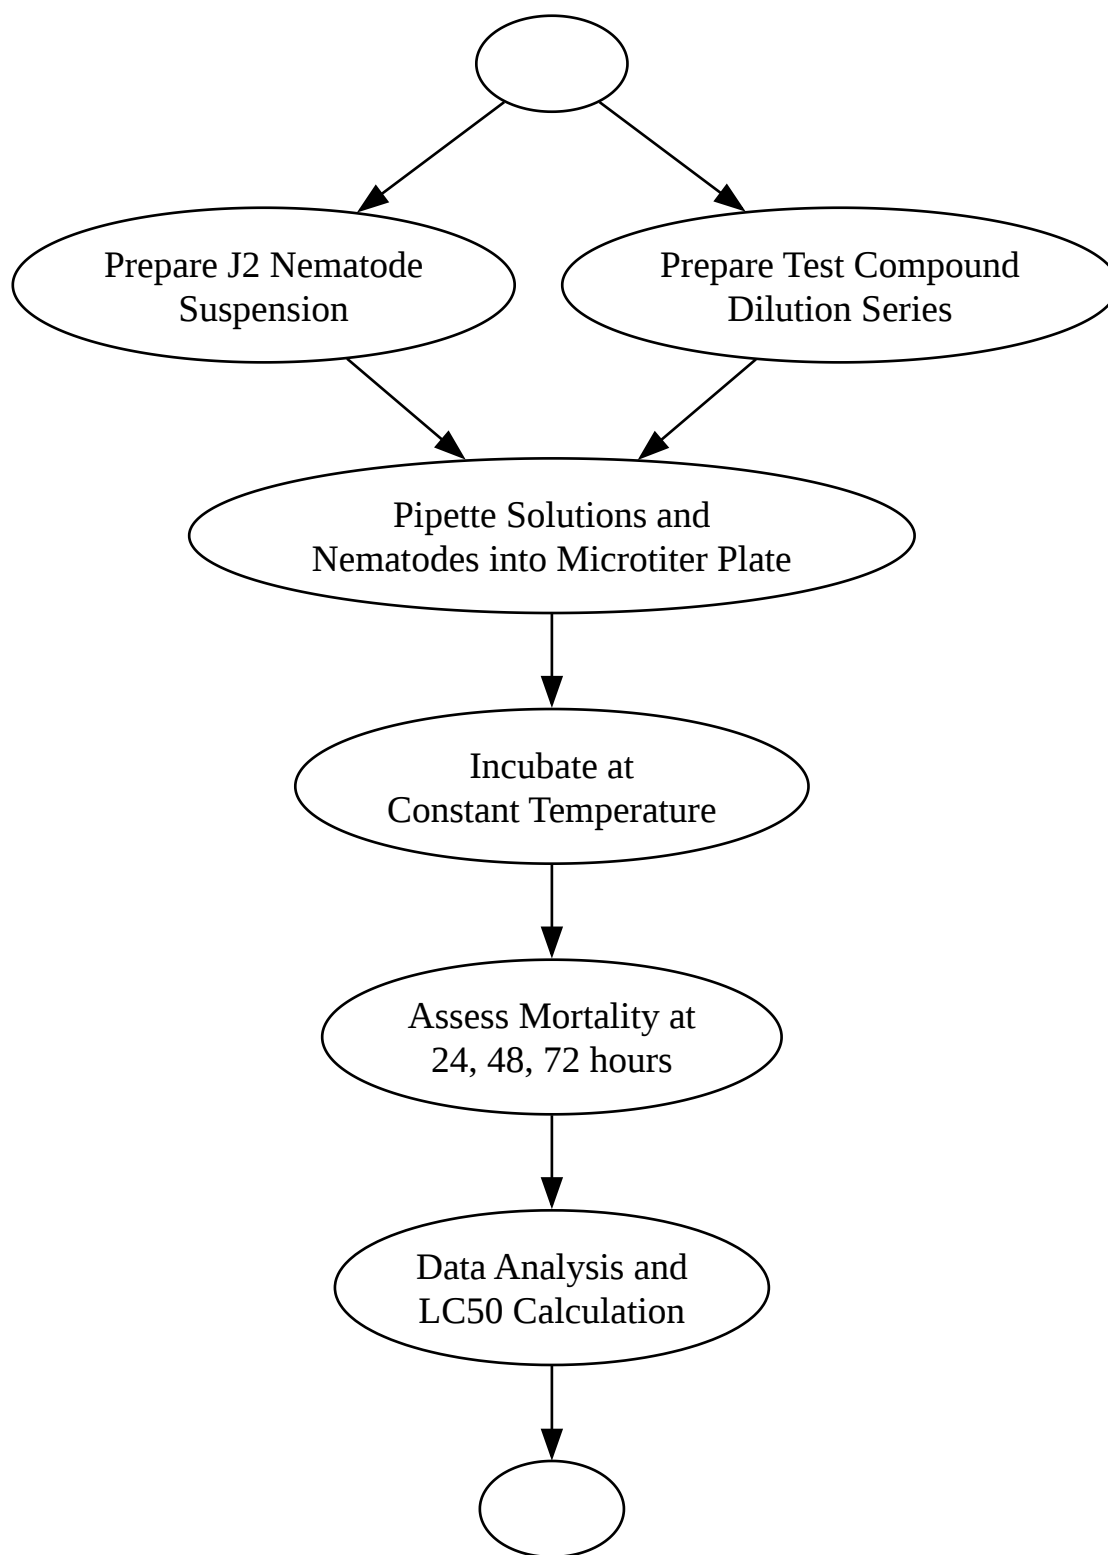 Prepare J2 Nematode
Suspension
Prepare Test Compound
Dilution Series
Pipette Solutions and
Nematodes into Microtiter Plate
Incubate at
Constant Temperature
Assess Mortality at
24, 48, 72 hours
Data Analysis and
LC50 Calculation